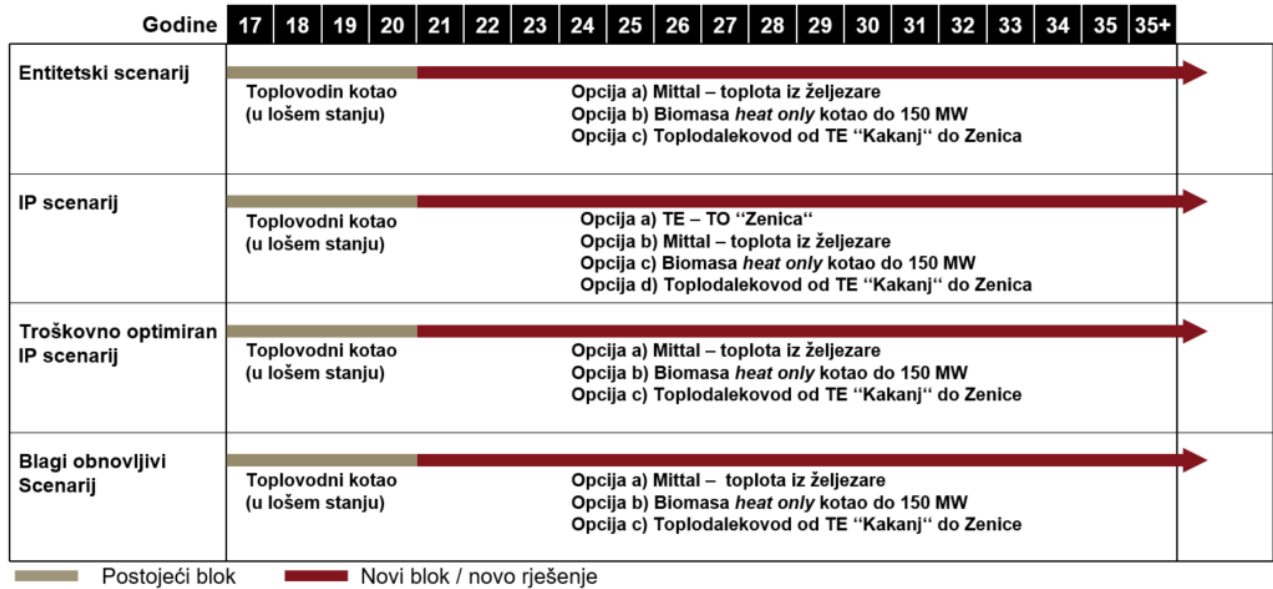 Godine 17 18 19 20 21 22 23 24 25 26 27 28 29 30 31 32 33 34 35 35+
Entitetski scenarij
Toplovodin kotao
(u lošem stanju)
Opcija a) Mittal – toplota iz željezare
Opcija b) Biomasa heat only kotao do 150 MW
Opcija c) Toplodalekovod od TE “Kakanj“ do Zenica
IP scenarij
Toplovodni kotao
(u lošem stanju)
Opcija a) TE – TO “Zenica“
Opcija b) Mittal – toplota iz željezare
Opcija c) Biomasa heat only kotao do 150 MW
Opcija d) Toplodalekovod od TE “Kakanj“ do Zenica
Troškovno optimiran
IP scenarij
Toplovodni kotao
(u lošem stanju)
Opcija a) Mittal – toplota iz željezare
Opcija b) Biomasa heat only kotao do 150 MW
Opcija c) Toplodalekovod od TE “Kakanj“ do Zenice
Blagi obnovljivi
Scenarij
Toplovodni kotao
(u lošem stanju)
Opcija a) Mittal – toplota iz željezare
Opcija b) Biomasa heat only kotao do 150 MW
Opcija c) Toplodalekovod od TE “Kakanj“ do Zenice
Postojeći blok
Novi blok / novo rješenje